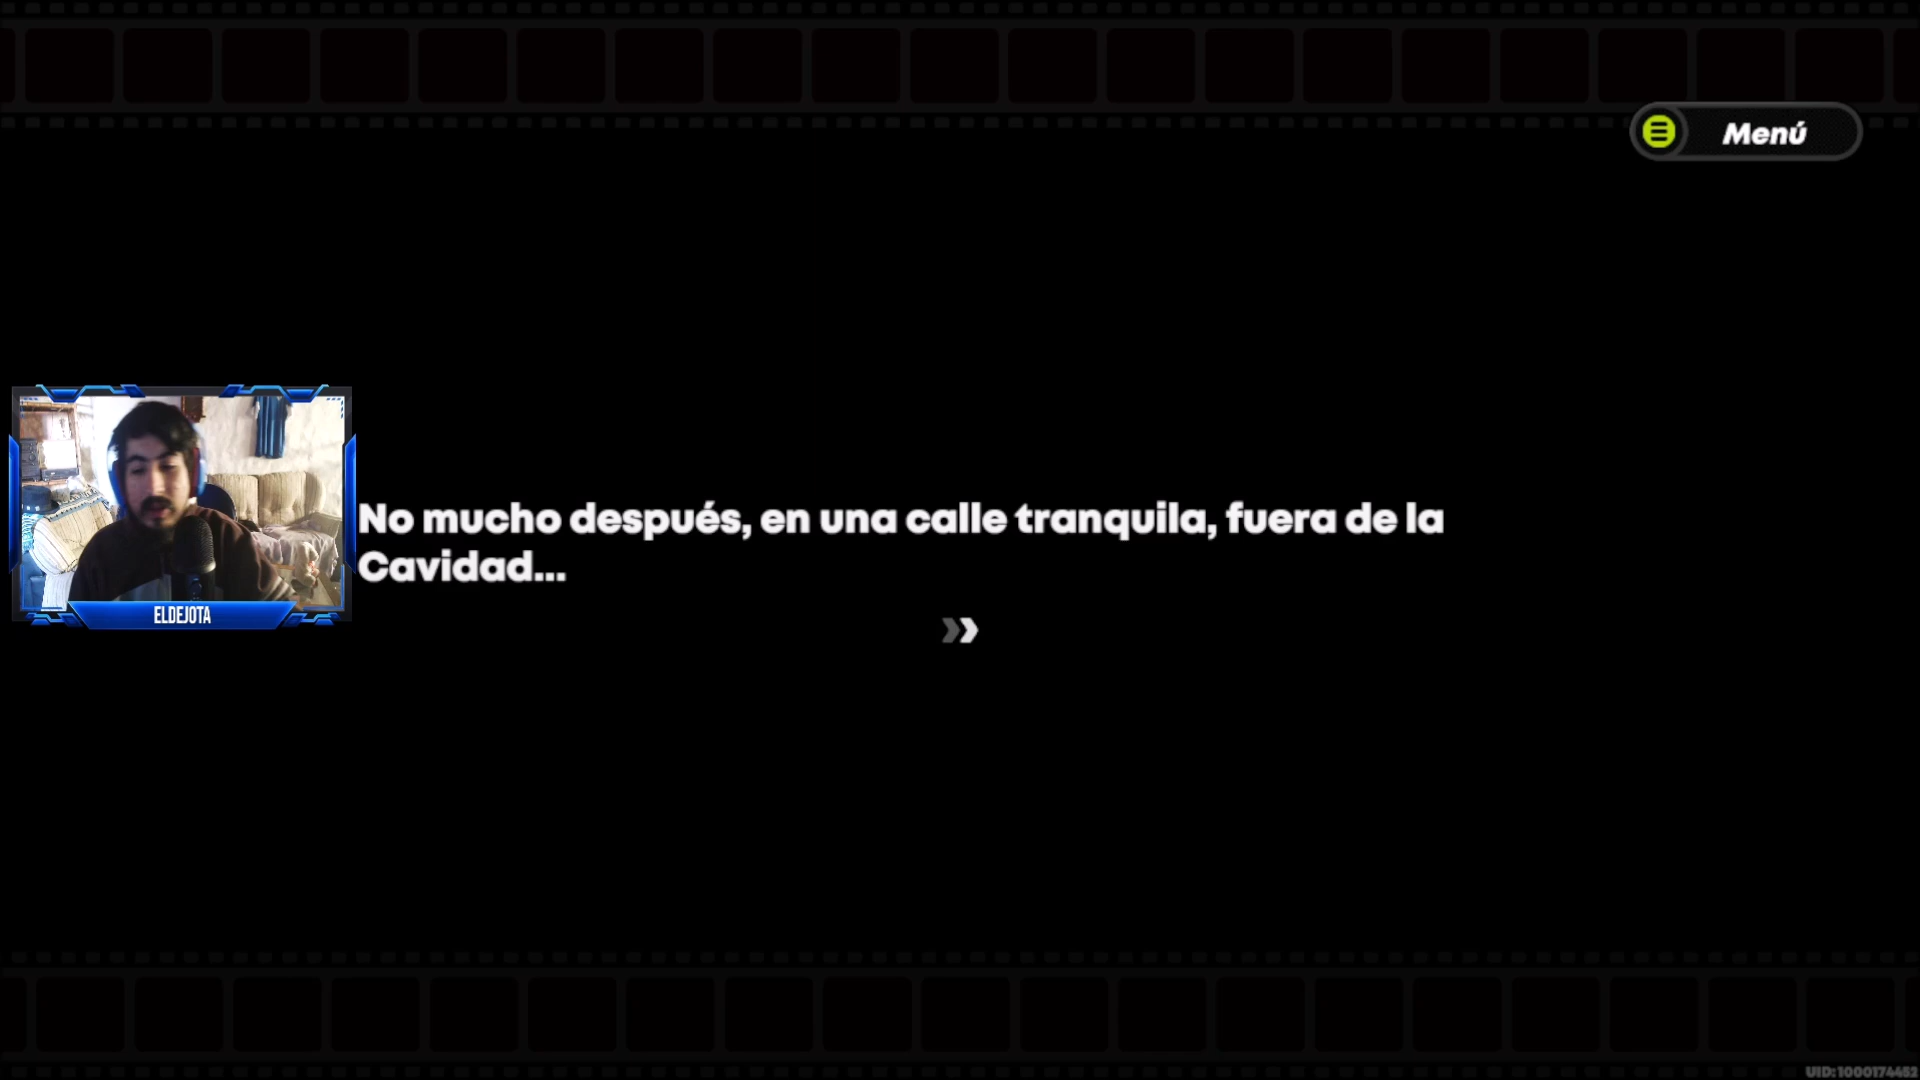 Menú
No mucho después, en una calle tranquila, fuera de la
Cavidad...
ELDEJOTA
UID:1000174452